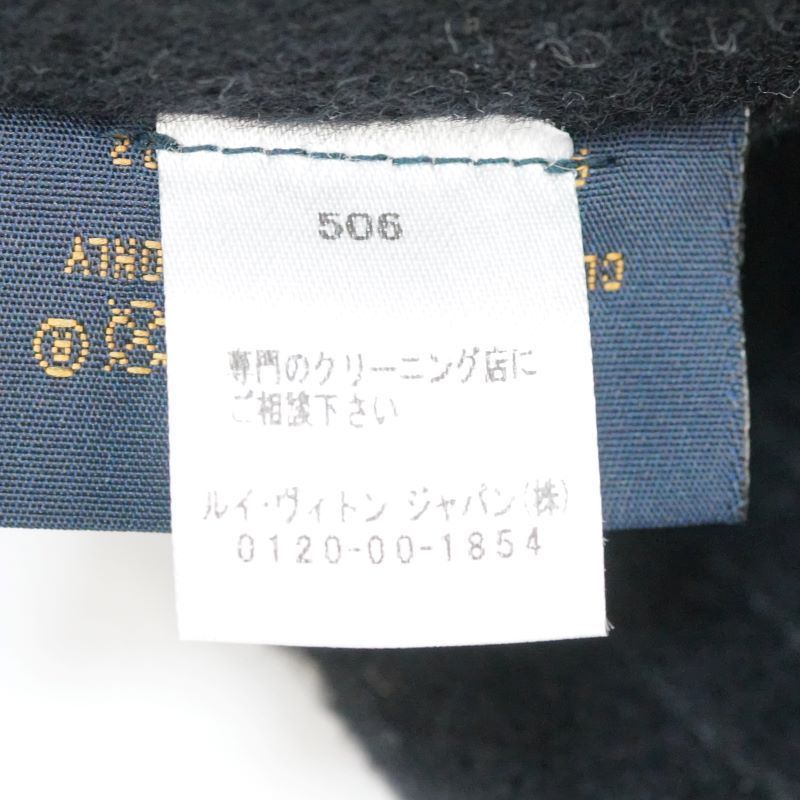 506
専門のクリーニング店に
ご相談下さい
ルイ・ヴィトン ジャパン(株)
0120-00-1854